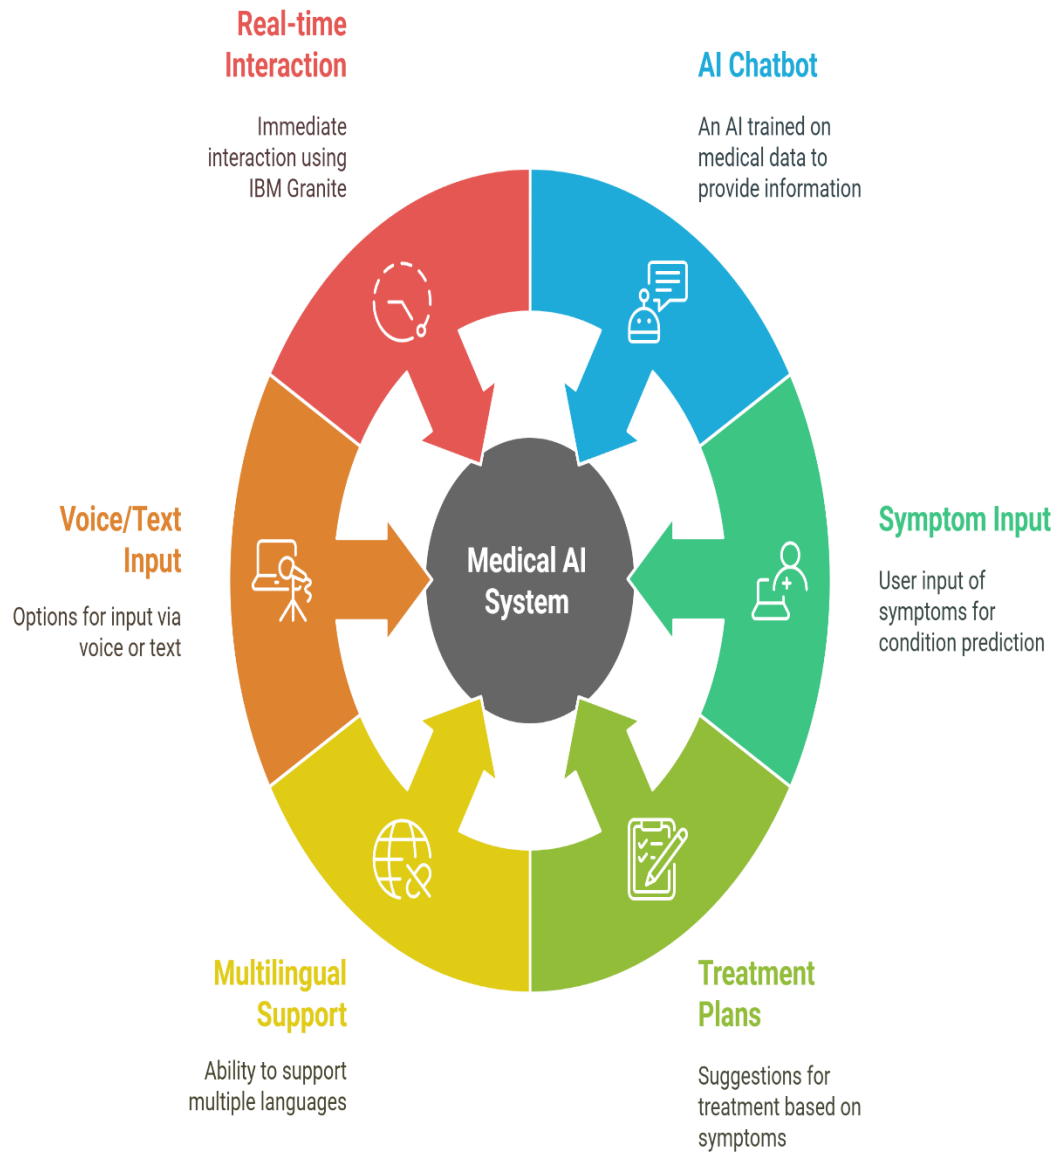 Real-time
Interaction
Immediate
interaction using
IBM Granite
AI Chatbot
An AI trained on
medical data to
provide information
Voice/Text
Input
Options for input via
voice or text
Medical AI
System
Symptom Input
User input of
symptoms for
condition prediction
Multilingual
Support
Ability to support
multiple languages
Treatment
Plans
Suggestions for
treatment based on
symptoms